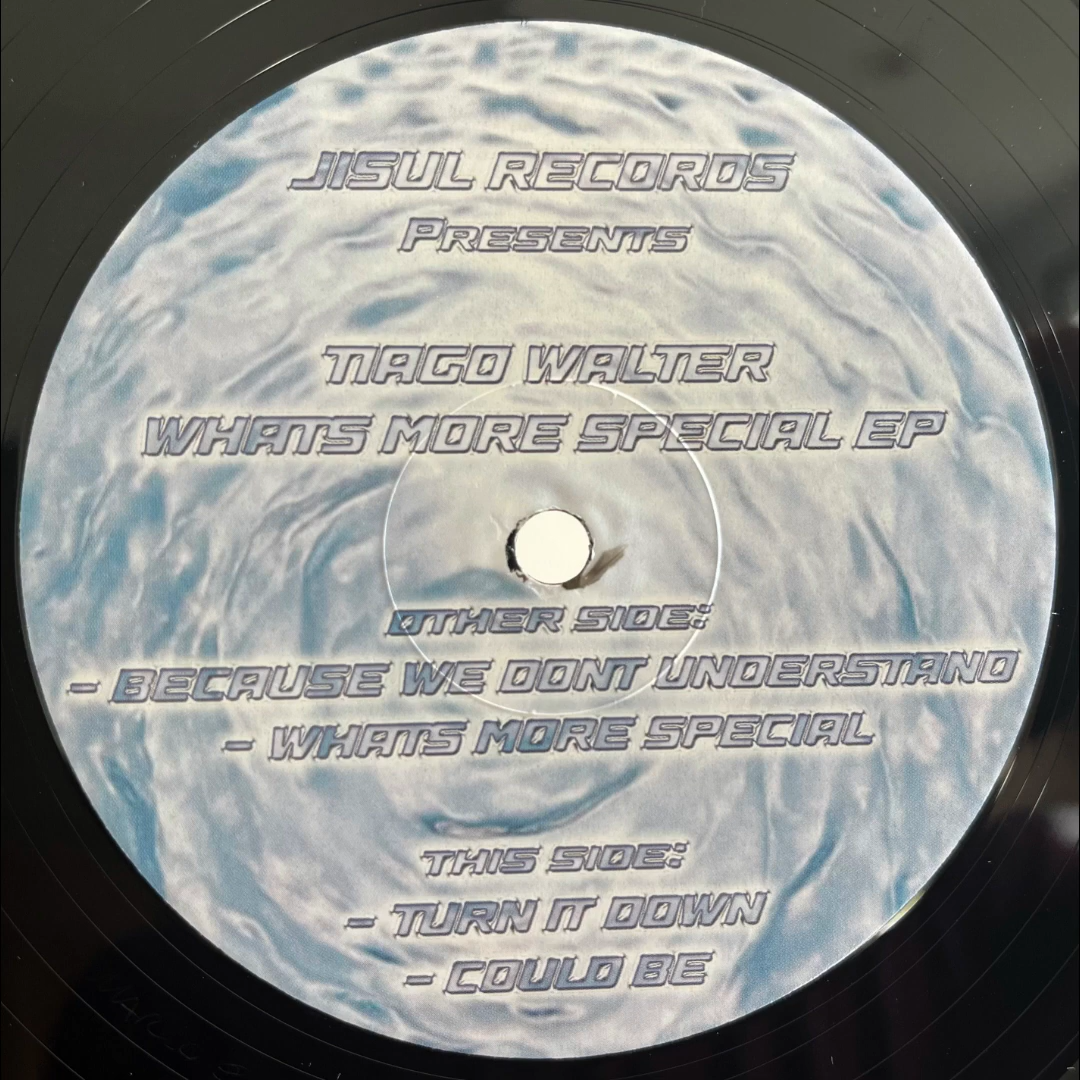 JISUL RECORDS
PRESENTS
TIAGO WALTER
WHATS MORE SPECIAL EP
OTHER SIDE:
- BECAUSE WE DONT UNDERSTAND
- WHATS MORE SPECIAL
THIS SIDE:
- TURN IT DOWN
- COULD BE